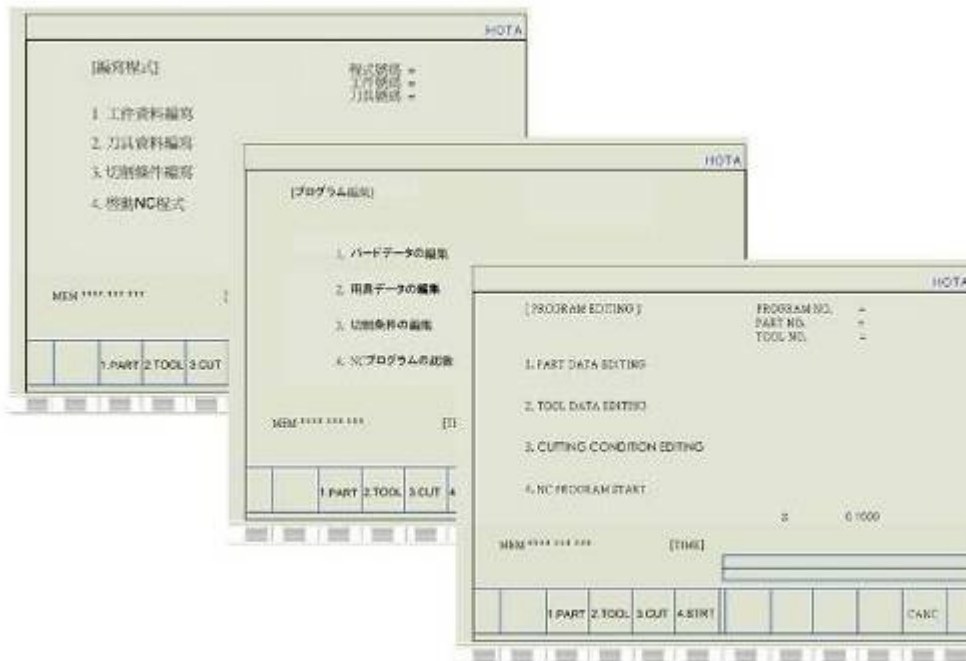 HOTA
[編寫程式]
程式號碼 =
工件號碼 =
刀具號碼 =
1. 工件資料編寫
2. 刀具資料編寫
3. 切削條件編寫
4. 啓動NC程式
MEM **** *** ***
1.PART 2.TOOL 3.CUT
HOTA
[プログラム編集]
1. パードデータの編集
2. 用具データの編集
3. 切削条件の編集
4. NCプログラムの起動
MEM **** *** ***
1.PART 2.TOOL 3.CUT
HOTA
[ PROGRAM EDITING ]
PROGRAM NO. =
PART NO. =
TOOL NO. =
1. PART DATA EDITING
2. TOOL DATA EDITING
3. CUTTING CONDITION EDITING
4. NC PROGRAM START
0.1000
MEM **** *** *** [TIME]
1.PART 2.TOOL 3.CUT 4.STRT CANC